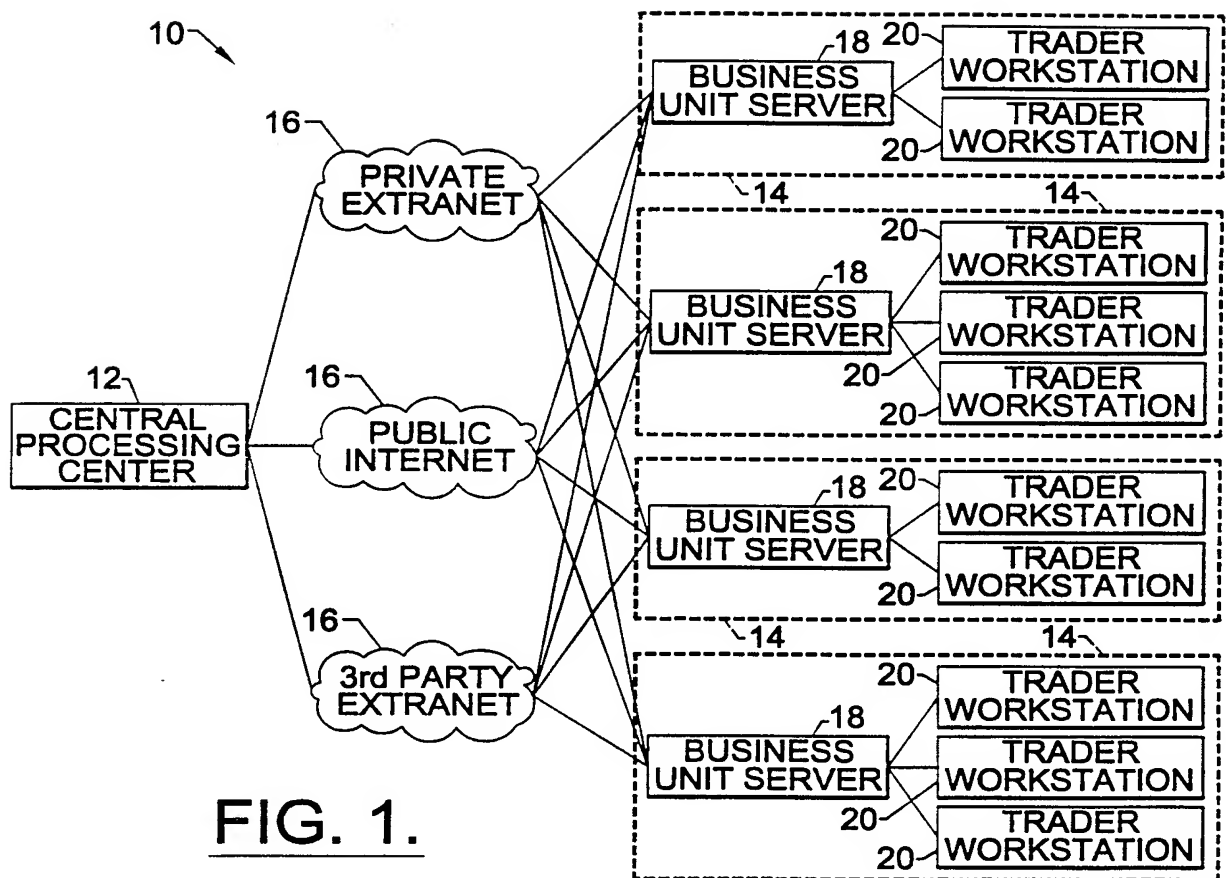 10
16
PRIVATE
EXTRANET
12
CENTRAL
PROCESSING
CENTER
16
PUBLIC
INTERNET
16
3rd PARTY
EXTRANET
18
BUSINESS
UNIT SERVER
20
TRADER
WORKSTATION
TRADER
WORKSTATION
20
14
14
18
BUSINESS
UNIT SERVER
20
TRADER
WORKSTATION
TRADER
WORKSTATION
20
TRADER
WORKSTATION
20
18
BUSINESS
UNIT SERVER
20
TRADER
WORKSTATION
TRADER
WORKSTATION
20
14
14
18
BUSINESS
UNIT SERVER
20
TRADER
WORKSTATION
TRADER
WORKSTATION
20
TRADER
WORKSTATION
20
FIG. 1.